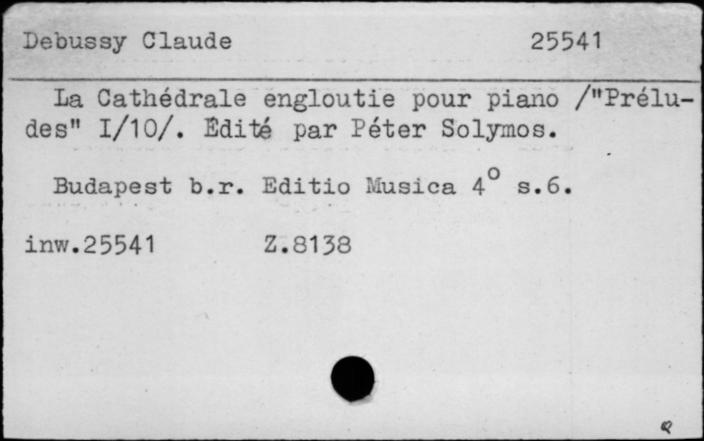 Debussy Claude 25541
La Cathédrale engloutie pour piano /"Prélu-
des" I/10/. Edité par Péter Solymos.
Budapest b.r. Editio Musica 4° s.6.
inw.25541 Z.8138